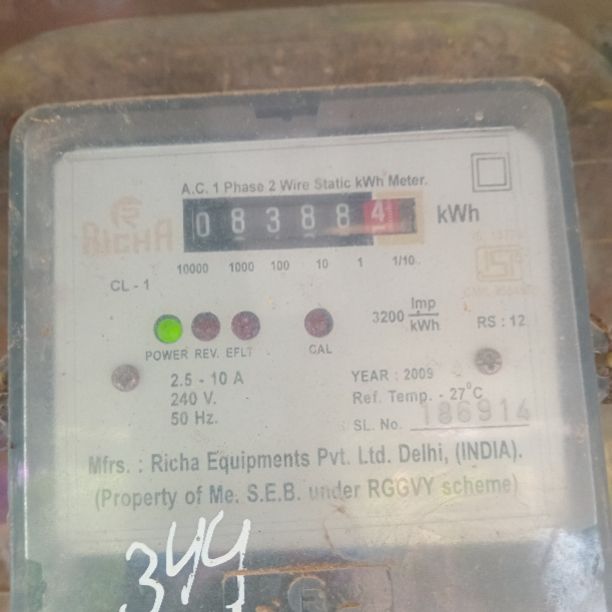 A.C. 1 Phase 2 Wire Static kWh Meter.
RICHA
0 8 3 8 8 4 kWh
10000 1000 100 10 1 1/10
CL - 1
ISI
3200 Imp/kWh
RS : 12
POWER REV. EFLT CAL
2.5 - 10 A
240 V.
50 Hz.
YEAR : 2009
Ref. Temp. - 27°C
SL. No. 186914
Mfrs. : Richa Equipments Pvt. Ltd. Delhi, (INDIA).
(Property of Me. S.E.B. under RGGVY scheme)
344